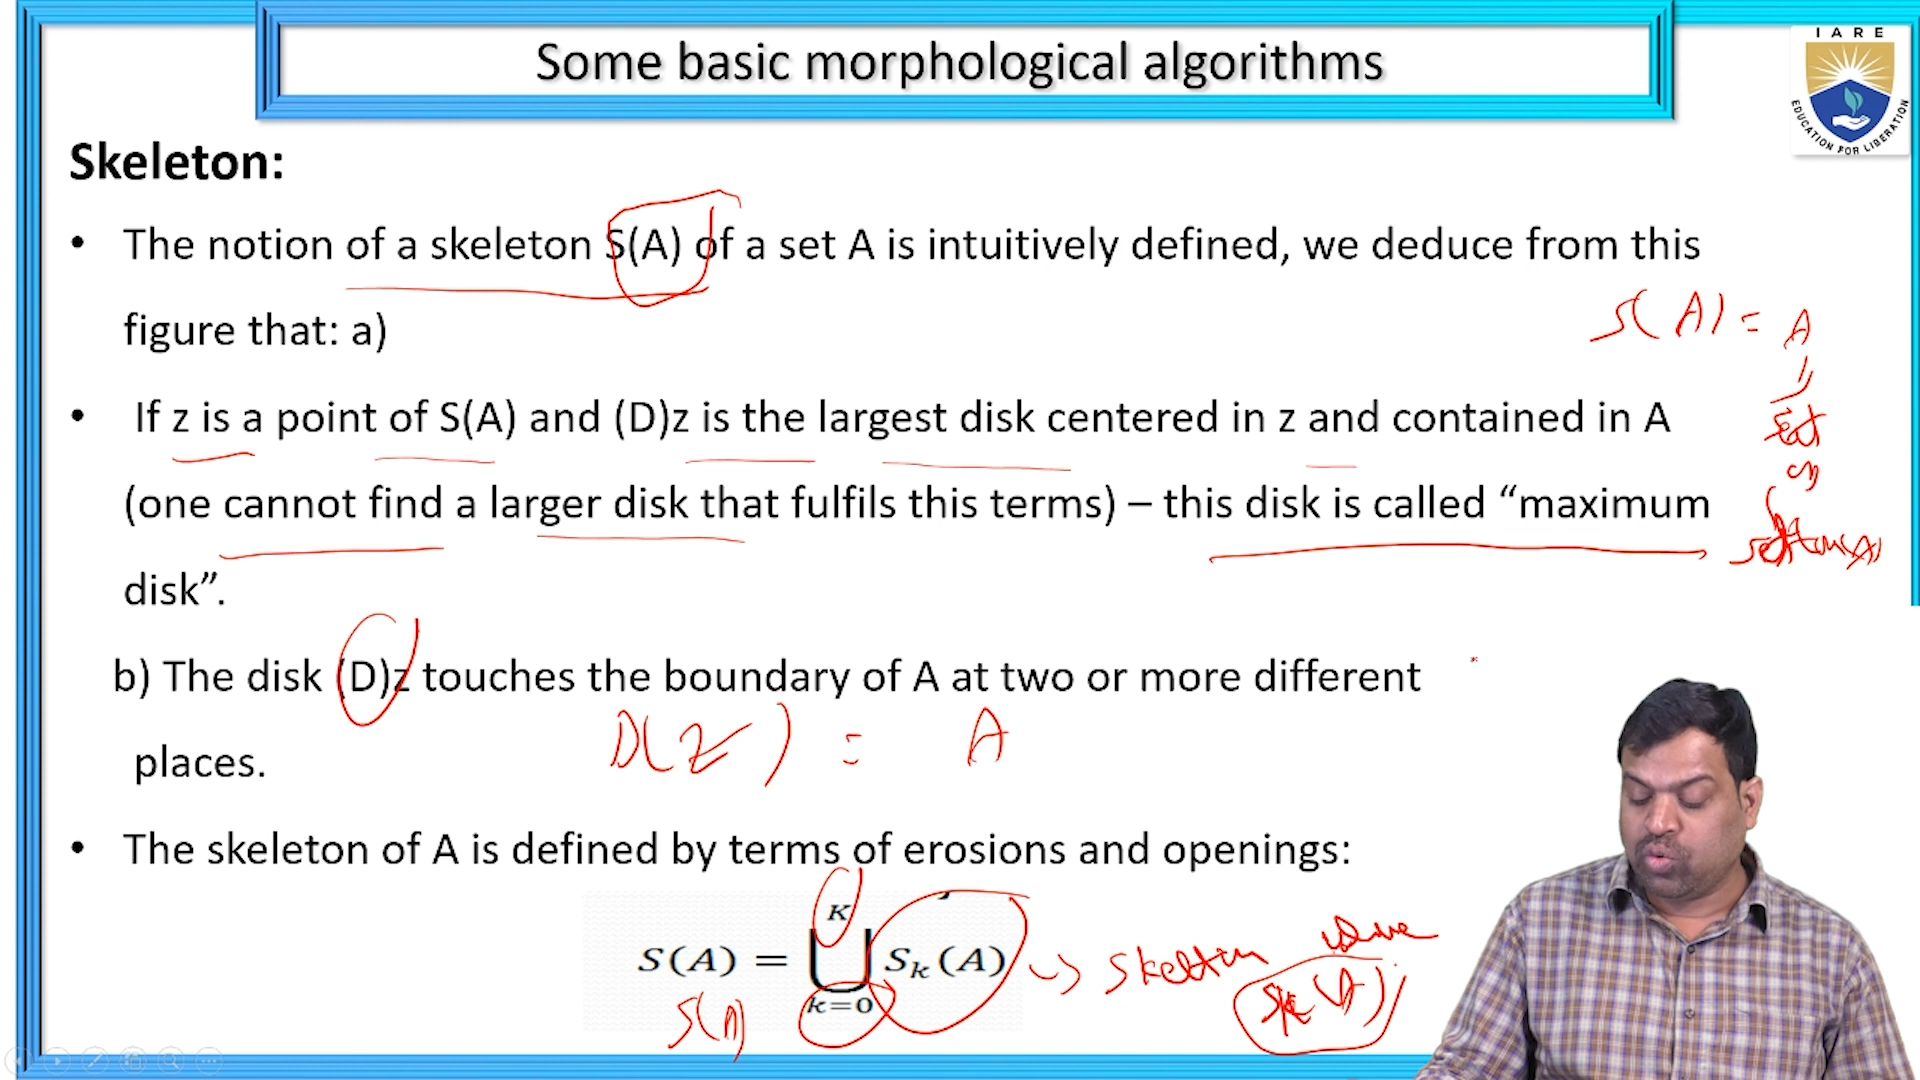 Some basic morphological algorithms
IARE
EDUCATION FOR LIBERATION
Skeleton:
• The notion of a skeleton S(A) of a set A is intuitively defined, we deduce from this
figure that: a)
S(A) = A
• If z is a point of S(A) and (D)z is the largest disk centered in z and contained in A
(one cannot find a larger disk that fulfils this terms) – this disk is called “maximum
disk”.
b) The disk (D)z touches the boundary of A at two or more different
D(Z) = A
places.
• The skeleton of A is defined by terms of erosions and openings:
K
S(A) = ⋃ Sk(A) → Skeleton
k=0
S(A)
Sk(A)